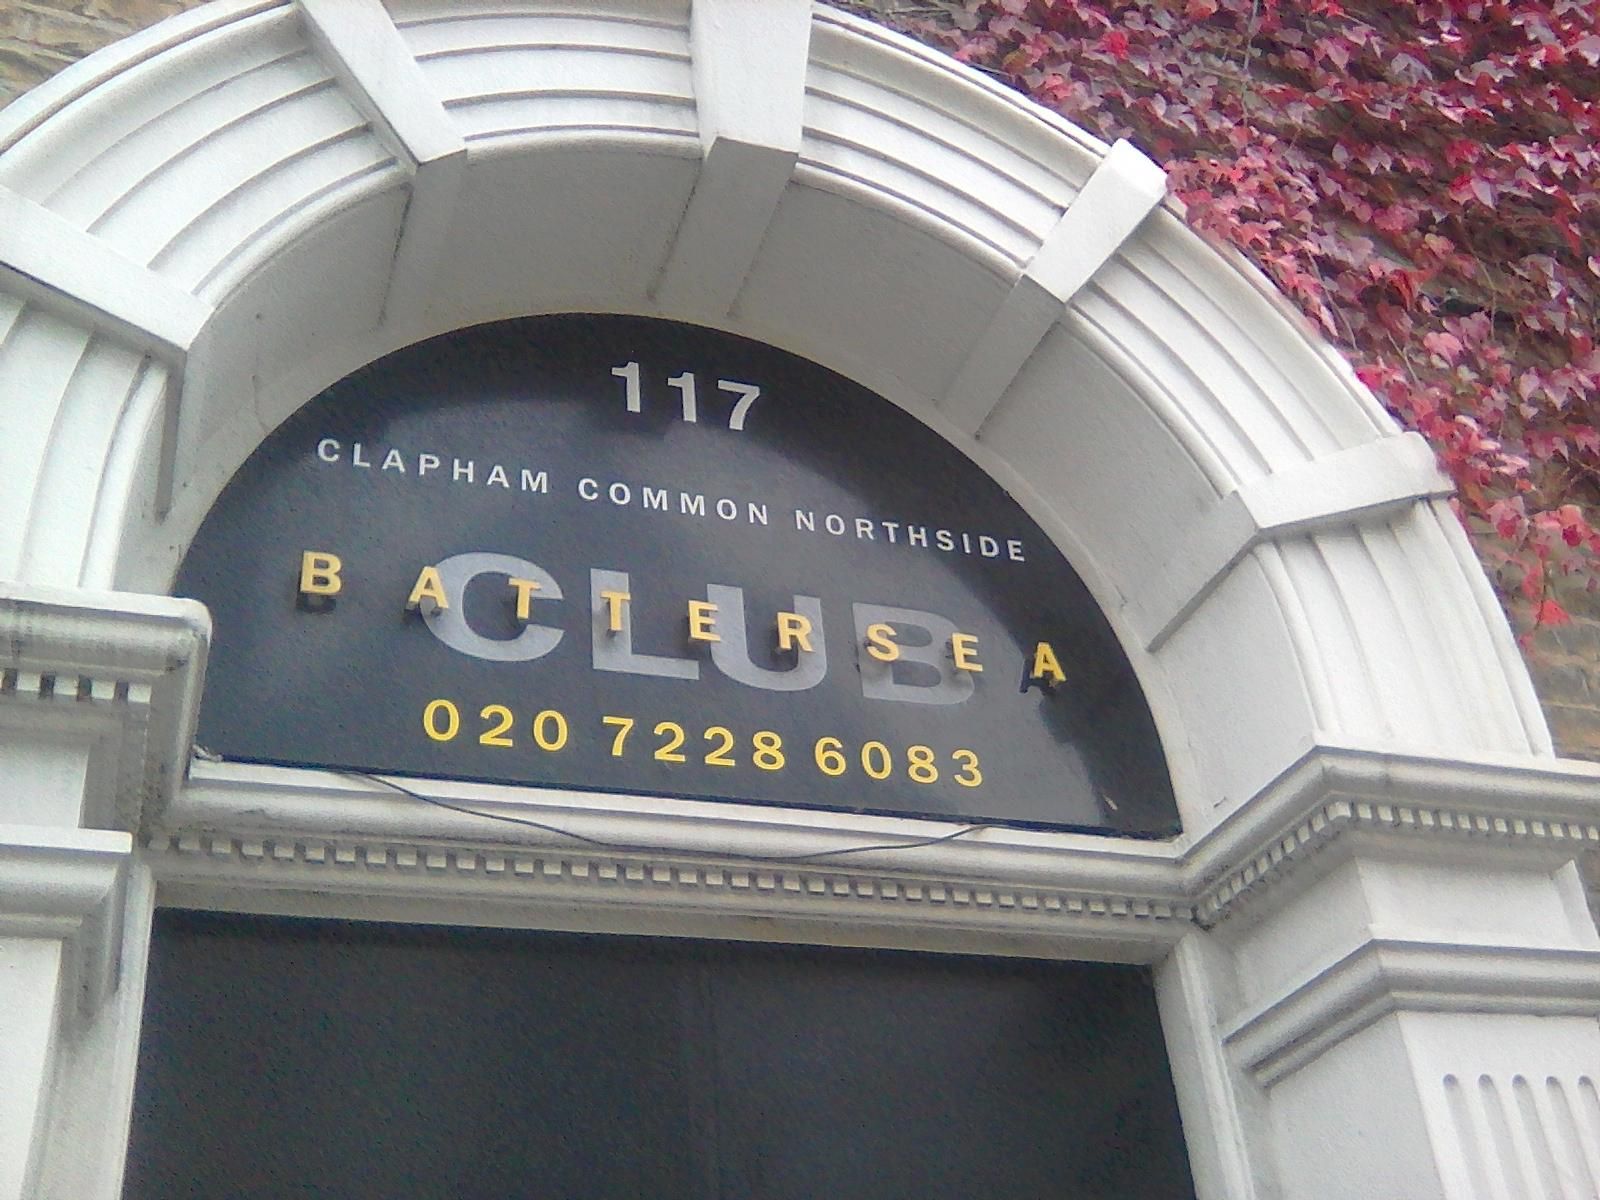 117
CLAPHAM COMMON NORTHSIDE
CLUB
BATTERSEA
020 7228 6083